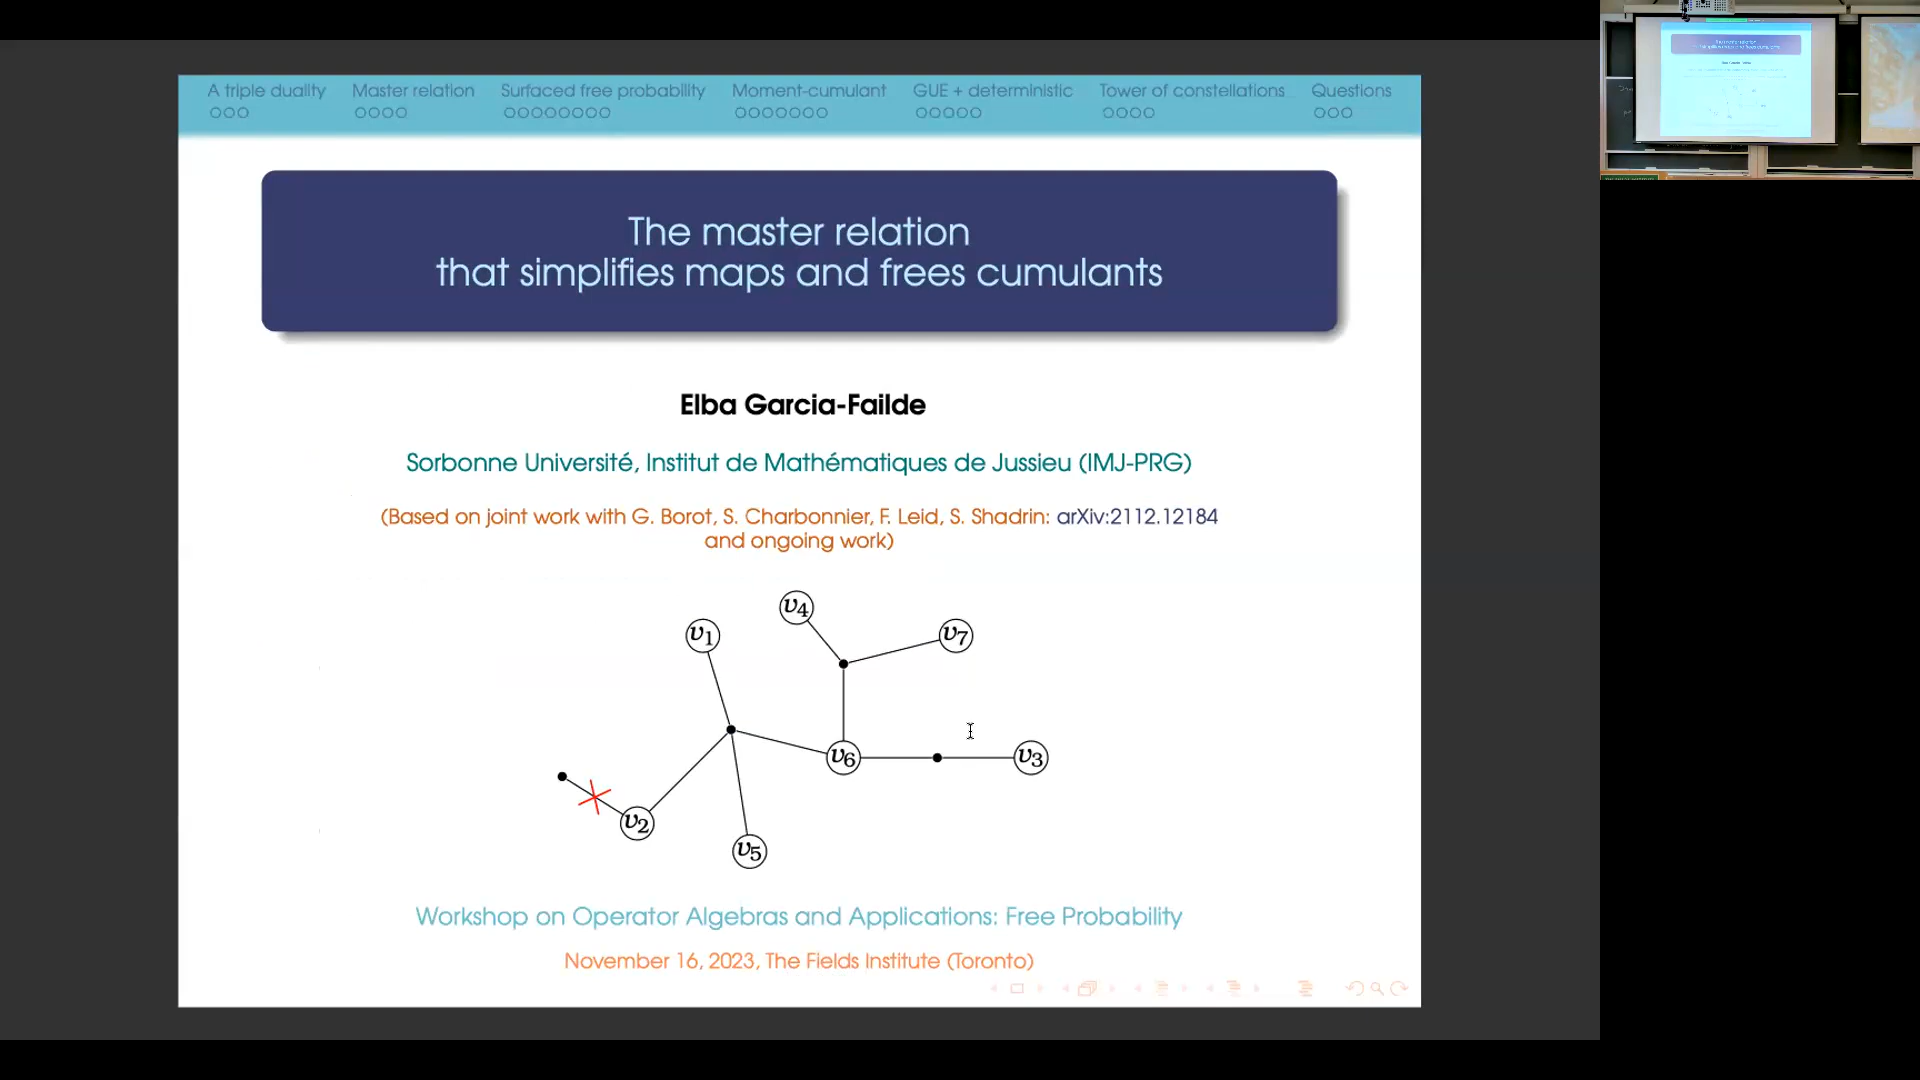 A triple duality Master relation Surfaced free probability Moment-cumulant GUE + deterministic Tower of constellations Questions
The master relation
that simplifies maps and frees cumulants
Elba Garcia-Failde
Sorbonne Université, Institut de Mathématiques de Jussieu (IMJ-PRG)
(Based on joint work with G. Borot, S. Charbonnier, F. Leid, S. Shadrin: arXiv:2112.12184
and ongoing work)
v4
v1
v7
v6
v3
v2
v5
Workshop on Operator Algebras and Applications: Free Probability
November 16, 2023, The Fields Institute (Toronto)